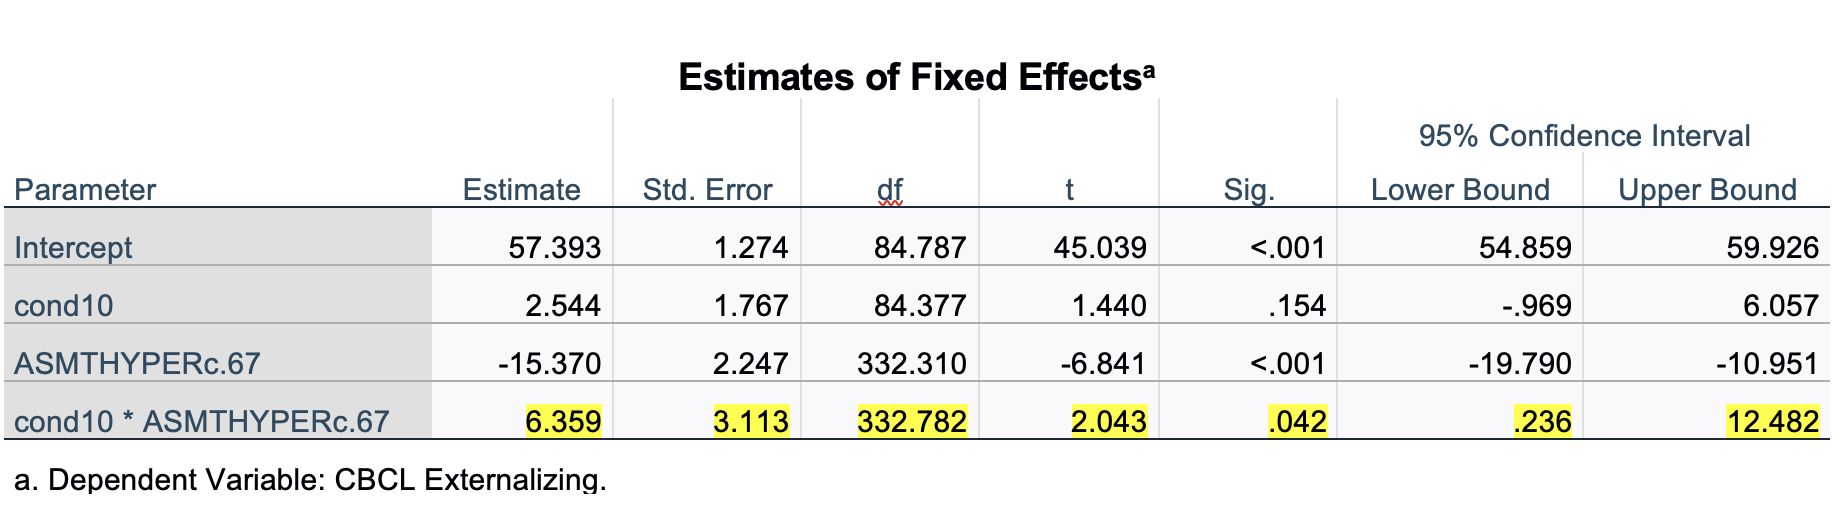 Estimates of Fixed Effectsᵃ
95% Confidence Interval
Parameter Estimate Std. Error df t Sig. Lower Bound Upper Bound
Intercept 57.393 1.274 84.787 45.039 <.001 54.859 59.926
cond10 2.544 1.767 84.377 1.440 .154 -.969 6.057
ASMTHYPERc.67 -15.370 2.247 332.310 -6.841 <.001 -19.790 -10.951
cond10 * ASMTHYPERc.67 6.359 3.113 332.782 2.043 .042 .236 12.482
a. Dependent Variable: CBCL Externalizing.